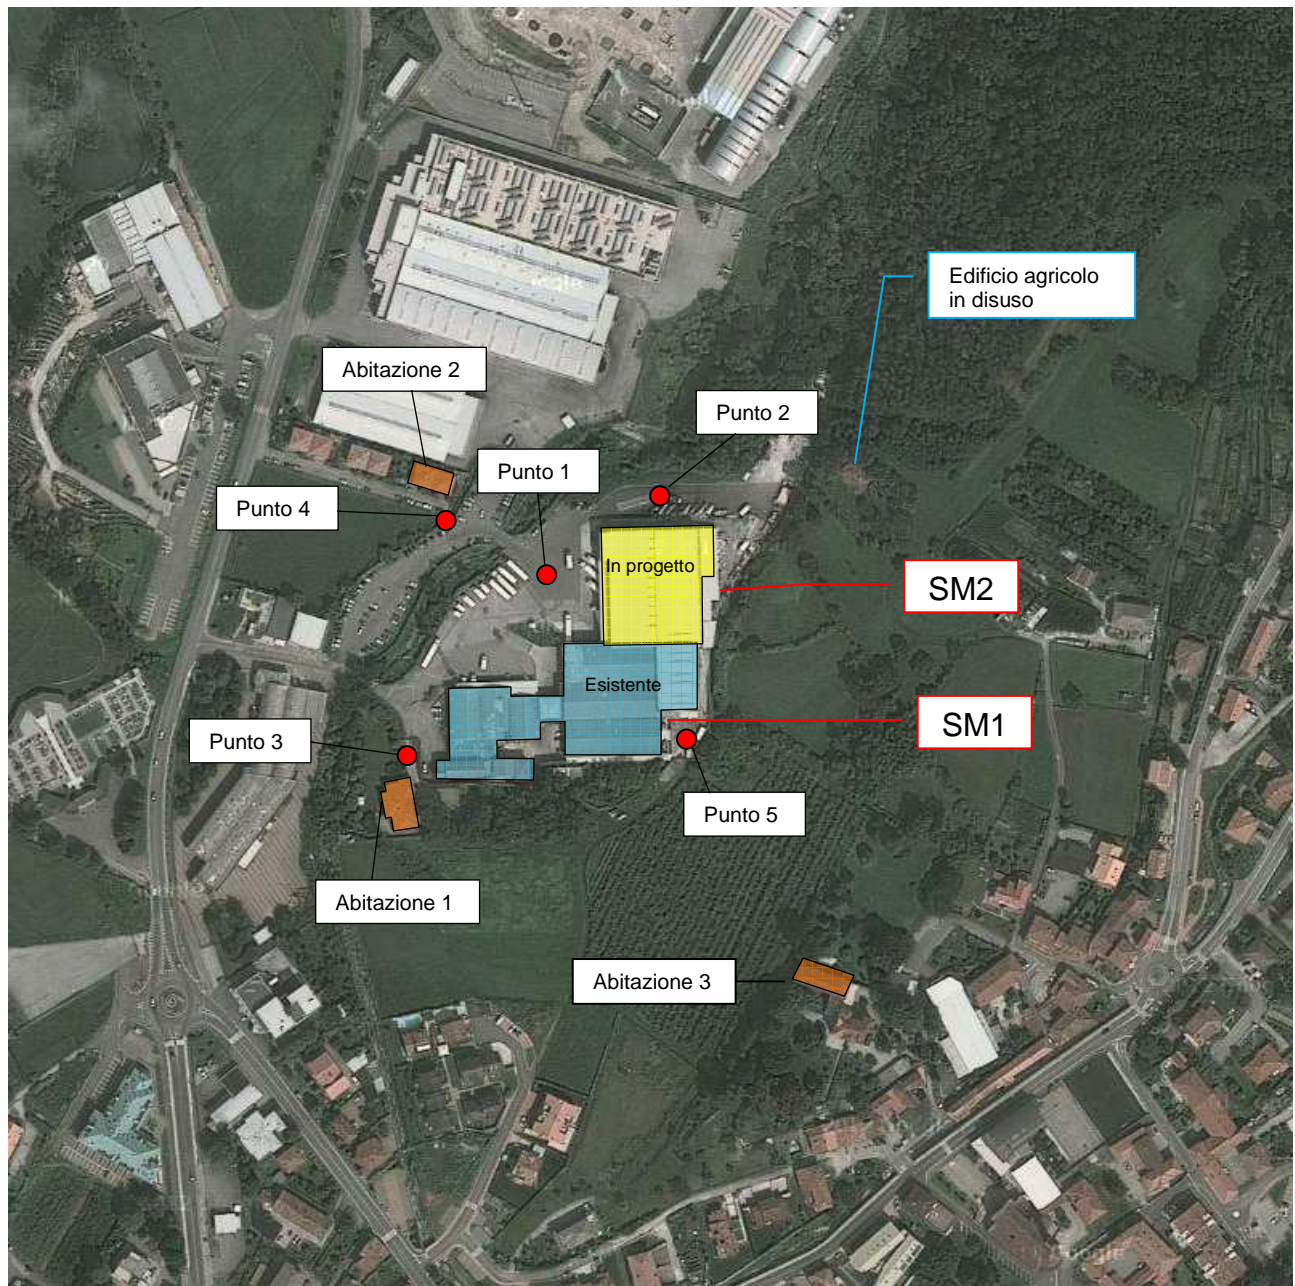 Edificio agricolo
in disuso
Abitazione 2
Punto 2
Punto 1
Punto 4
In progetto
SM2
Esistente
SM1
Punto 3
Punto 5
Abitazione 1
Abitazione 3
Google